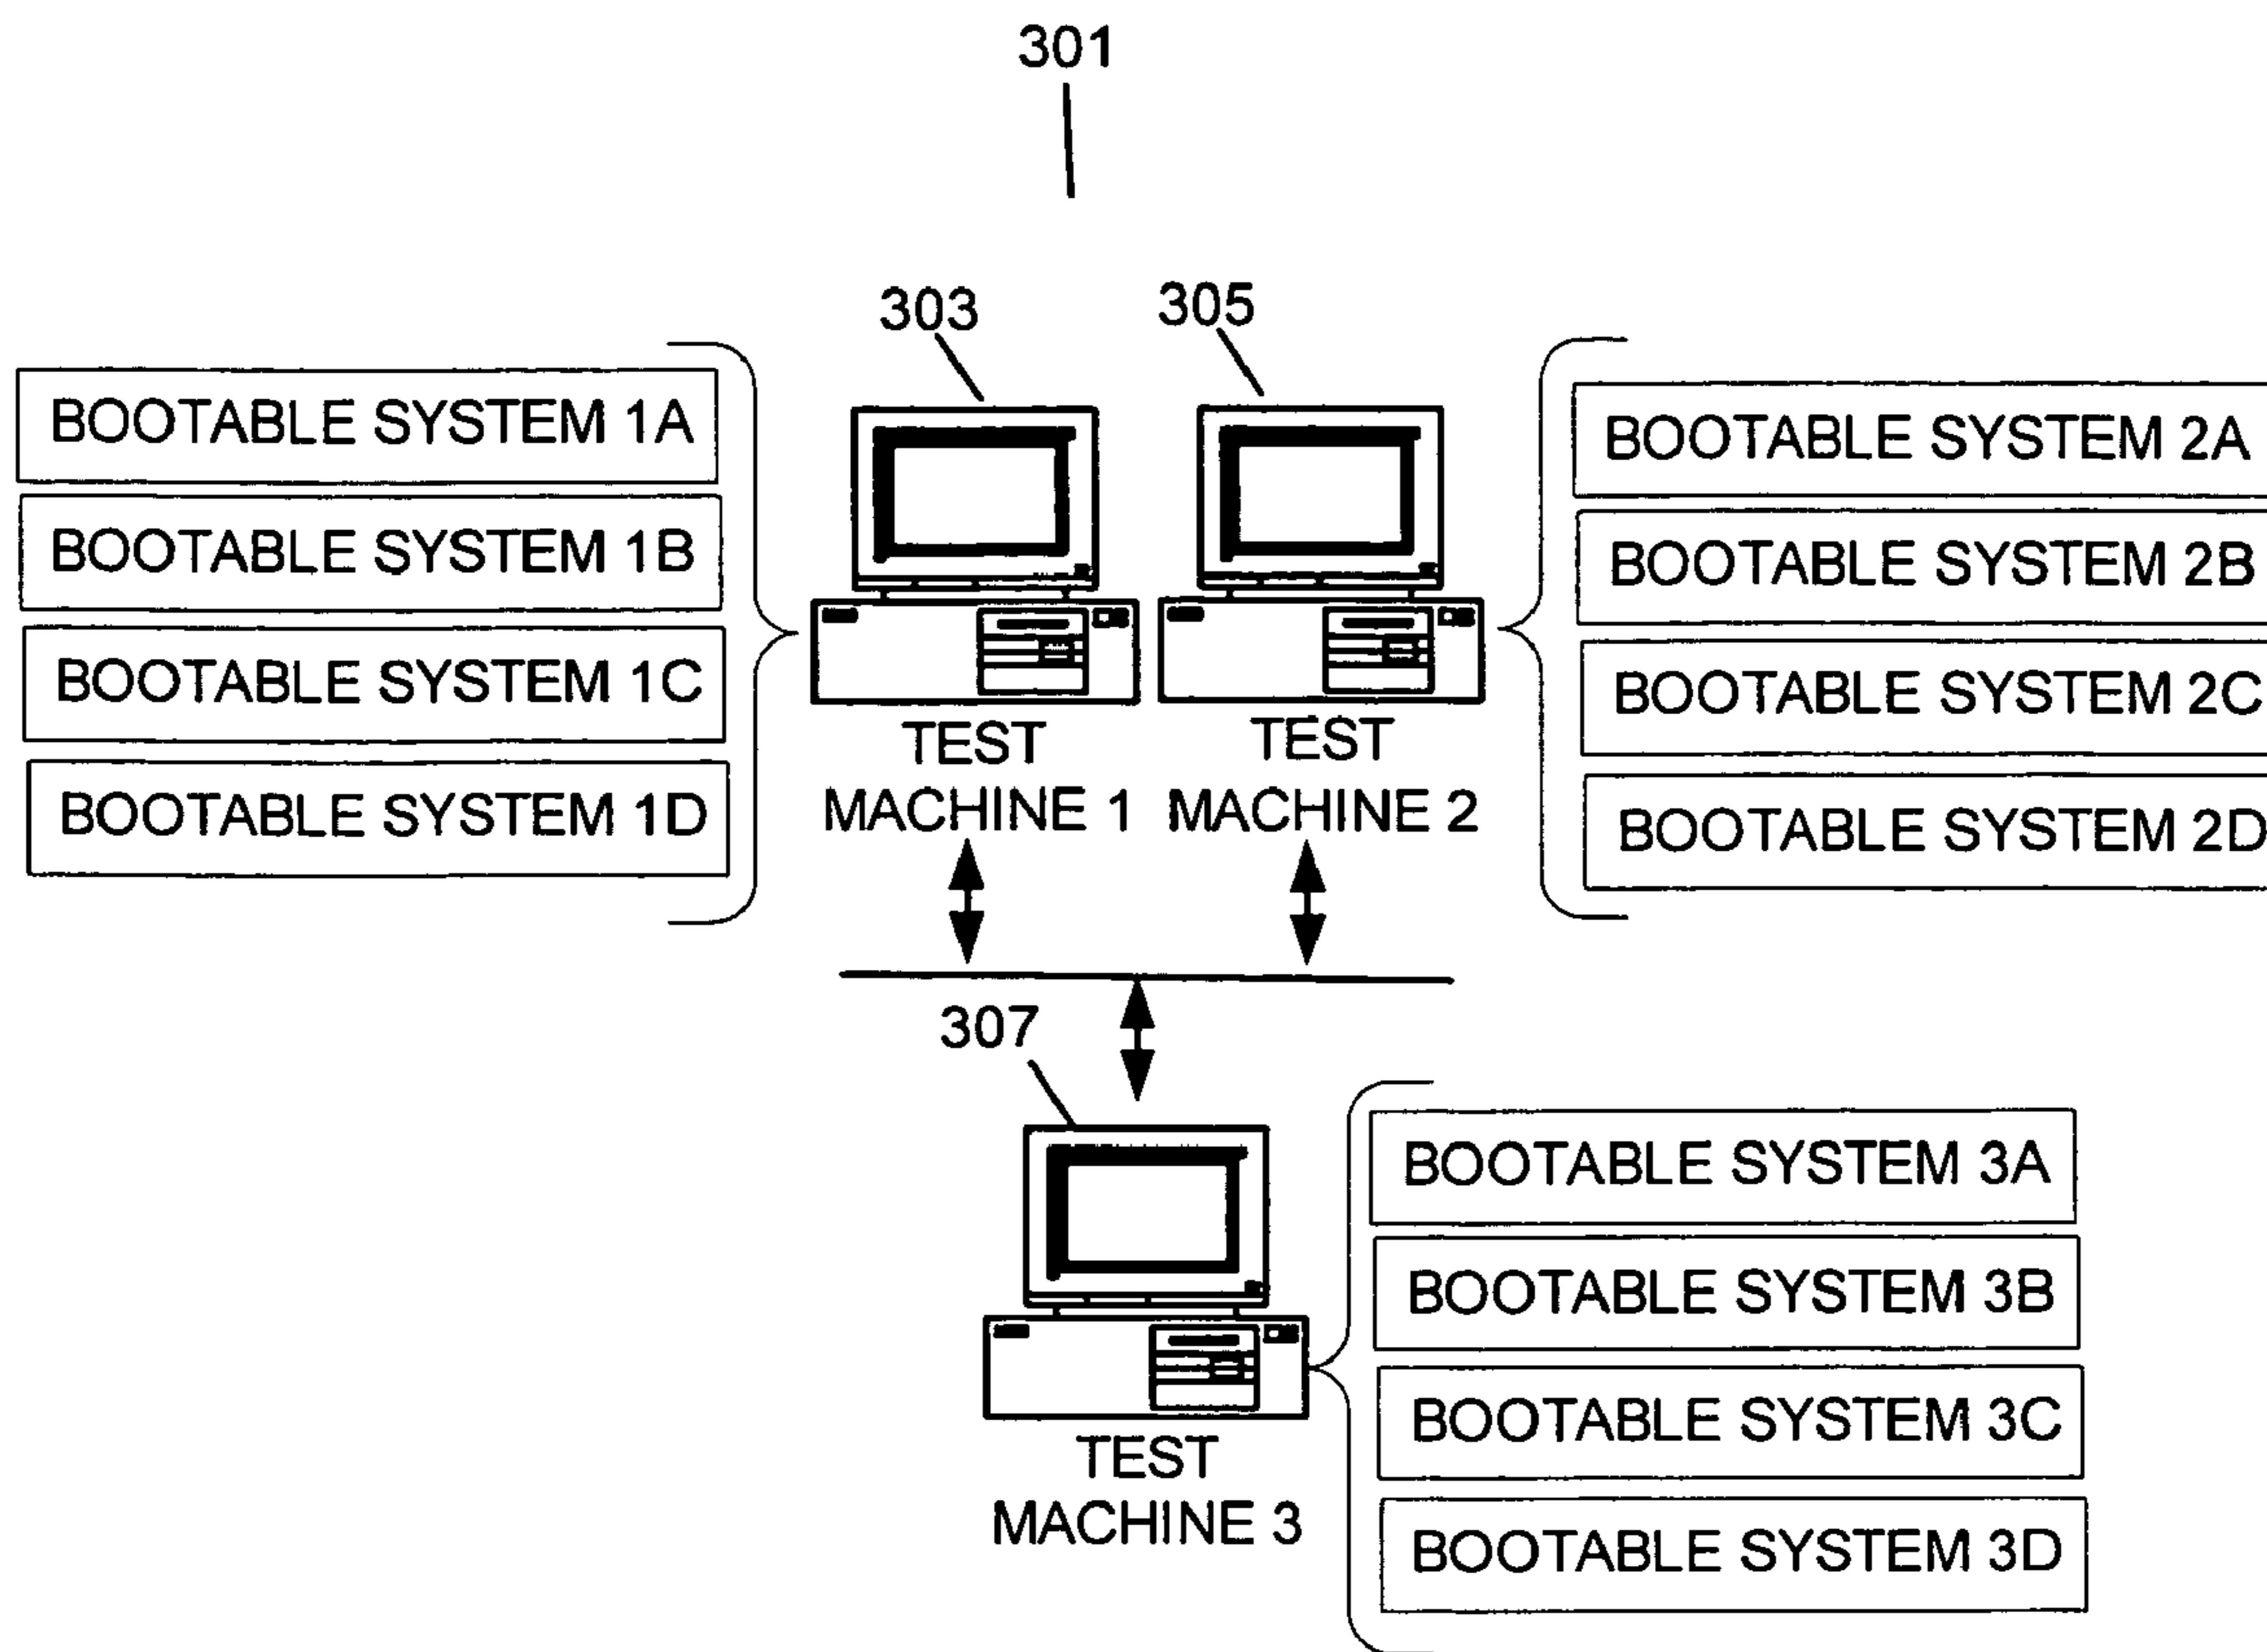 301
303
305
BOOTABLE SYSTEM 1A
BOOTABLE SYSTEM 1B
BOOTABLE SYSTEM 1C
BOOTABLE SYSTEM 1D
TEST
MACHINE 1
TEST
MACHINE 2
BOOTABLE SYSTEM 2A
BOOTABLE SYSTEM 2B
BOOTABLE SYSTEM 2C
BOOTABLE SYSTEM 2D
307
TEST
MACHINE 3
BOOTABLE SYSTEM 3A
BOOTABLE SYSTEM 3B
BOOTABLE SYSTEM 3C
BOOTABLE SYSTEM 3D